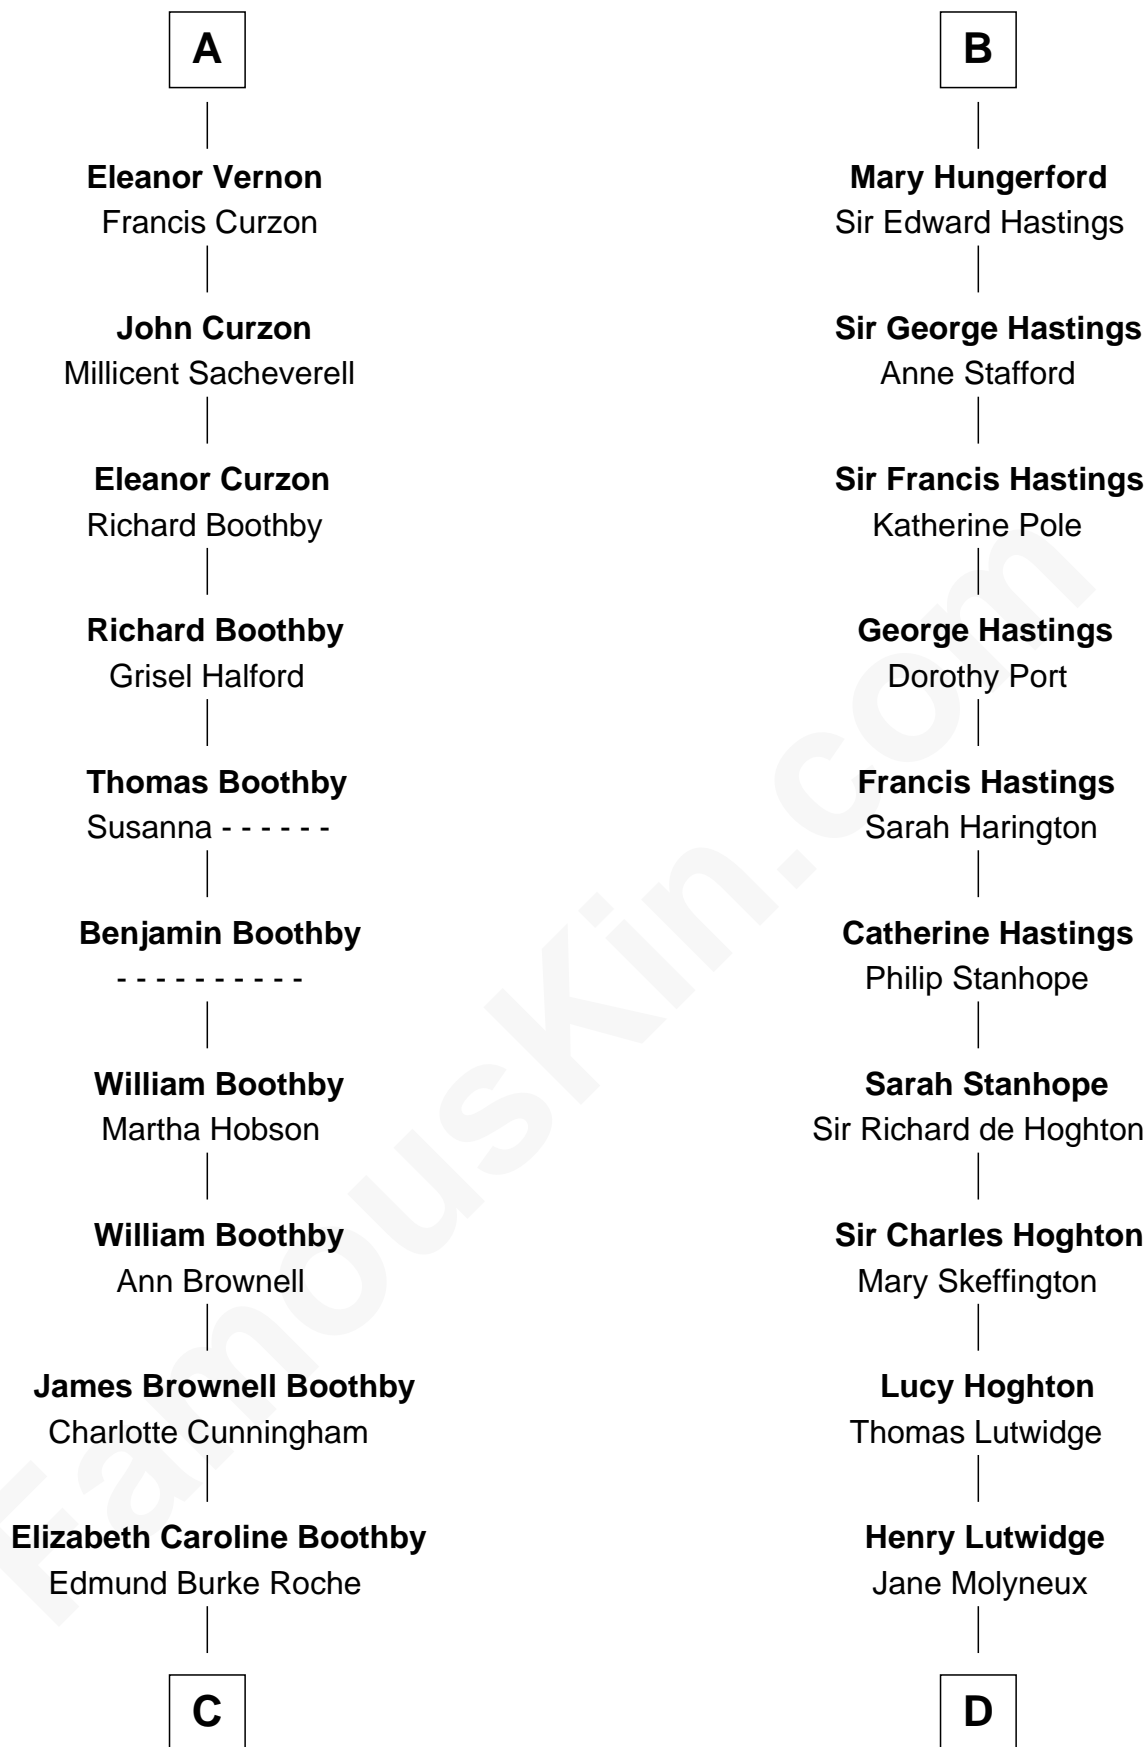 A
Eleanor Vernon
Francis Curzon
John Curzon
Millicent Sacheverell
Eleanor Curzon
Richard Boothby
Richard Boothby
Grisel Halford
Thomas Boothby
Susanna - - - - - -
Benjamin Boothby
- - - - - - - - - -
William Boothby
Martha Hobson
William Boothby
Ann Brownell
James Brownell Boothby
Charlotte Cunningham
Elizabeth Caroline Boothby
Edmund Burke Roche
C
B
Mary Hungerford
Sir Edward Hastings
Sir George Hastings
Anne Stafford
Sir Francis Hastings
Katherine Pole
George Hastings
Dorothy Port
Francis Hastings
Sarah Harington
Catherine Hastings
Philip Stanhope
Sarah Stanhope
Sir Richard de Hoghton
Sir Charles Hoghton
Mary Skeffington
Lucy Hoghton
Thomas Lutwidge
Henry Lutwidge
Jane Molyneux
D
FamousKin.com